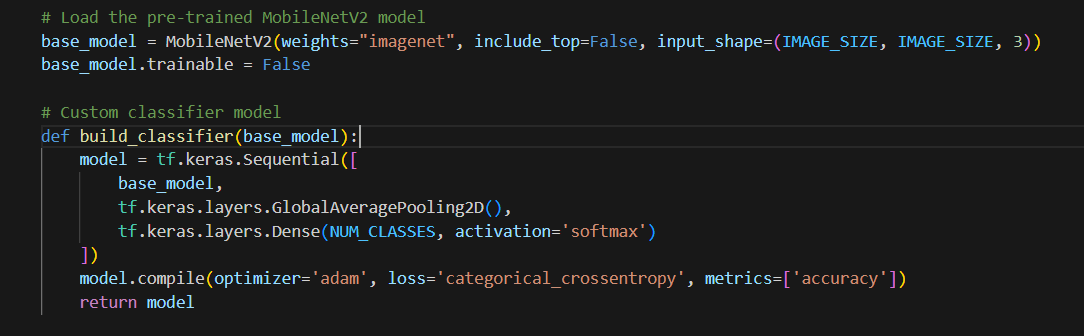 # Load the pre-trained MobileNetV2 model
base_model = MobileNetV2(weights="imagenet", include_top=False, input_shape=(IMAGE_SIZE, IMAGE_SIZE, 3))
base_model.trainable = False

# Custom classifier model
def build_classifier(base_model):
    model = tf.keras.Sequential([
        base_model,
        tf.keras.layers.GlobalAveragePooling2D(),
        tf.keras.layers.Dense(NUM_CLASSES, activation='softmax')
    ])
    model.compile(optimizer='adam', loss='categorical_crossentropy', metrics=['accuracy'])
    return model